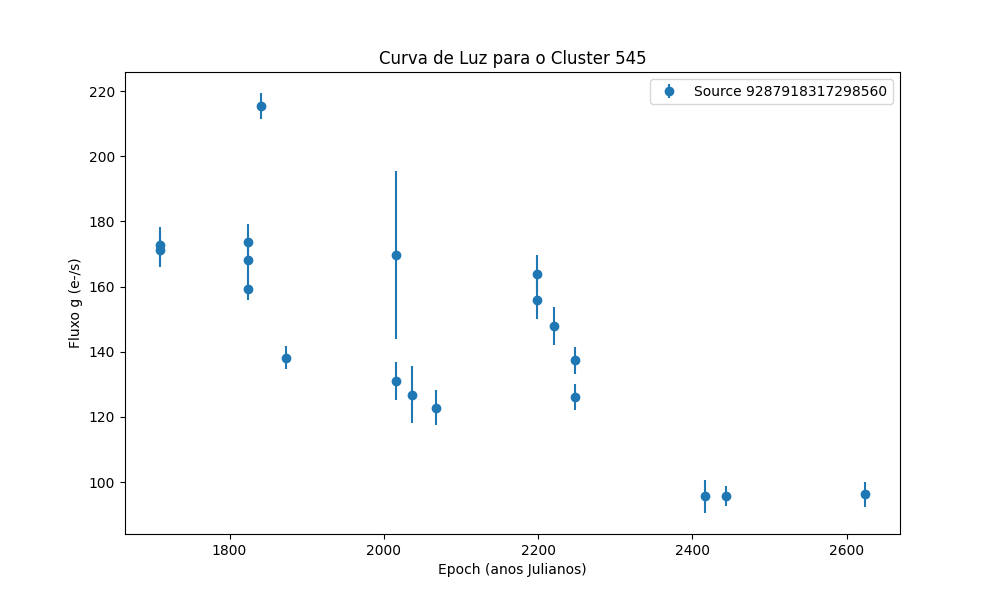 Curva de Luz para o Cluster 545
Source 9287918317298560
220
200
180
160
140
120
100
Fluxo g (e-/s)
1800 2000 2200 2400 2600
Epoch (anos Julianos)